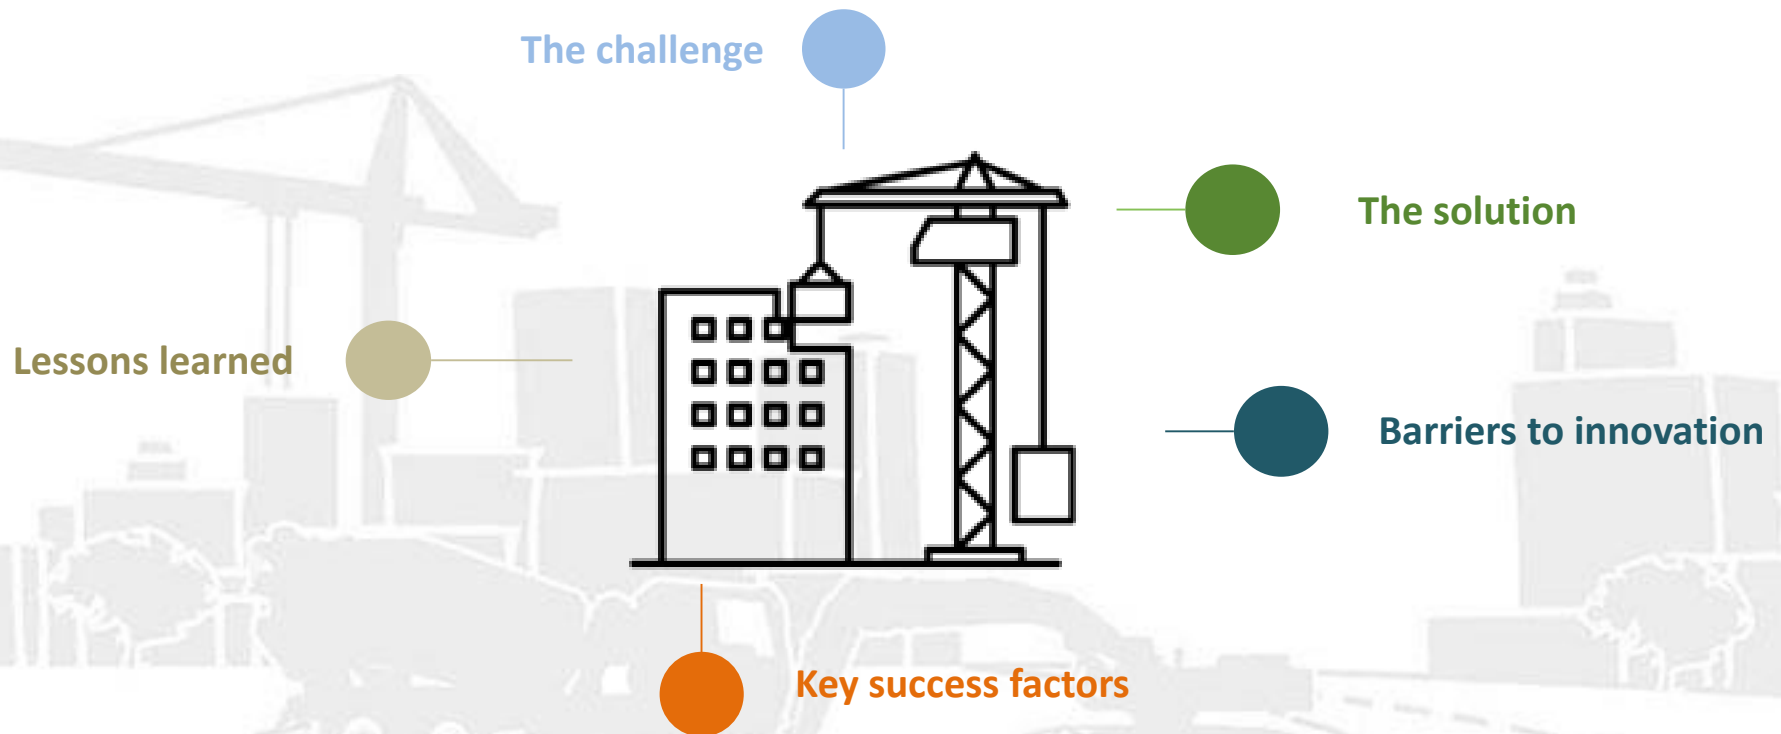 The challenge
The solution
Lessons learned
Barriers to innovation
Key success factors